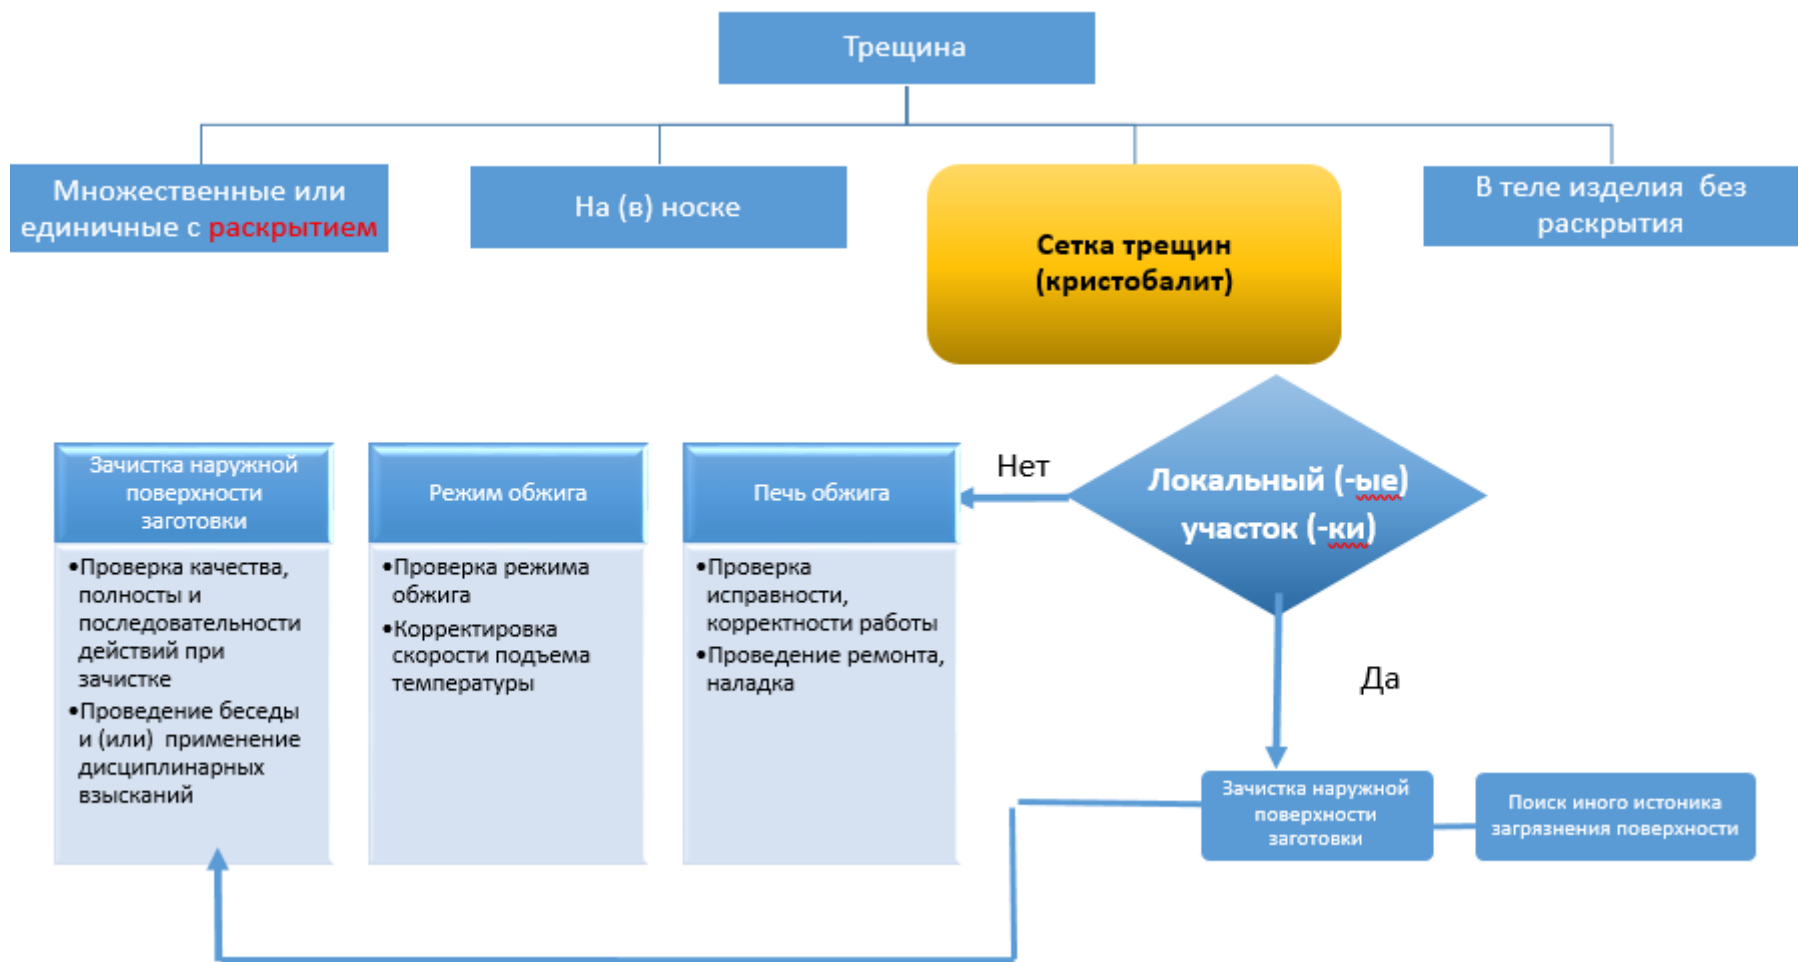 Трещина
Множественные или
единичные с раскрытием
На (в) носке
Сетка трещин
(кристобалит)
В теле изделия без
раскрытия
Зачистка наружной
поверхности
заготовки
•Проверка качества,
полносты и
последовательности
действий при
зачистке
•Проведение беседы
и (или) применение
дисциплинарных
взысканий
Режим обжига
•Проверка режима
обжига
•Корректировка
скорости подъема
температуры
Печь обжига
•Проверка
исправности,
корректности работы
•Проведение ремонта,
наладка
Нет
Локальный (-ые)
участок (-ки)
Да
Зачистка наружной
поверхности
заготовки
Поиск иного истоника
загрязнения поверхности